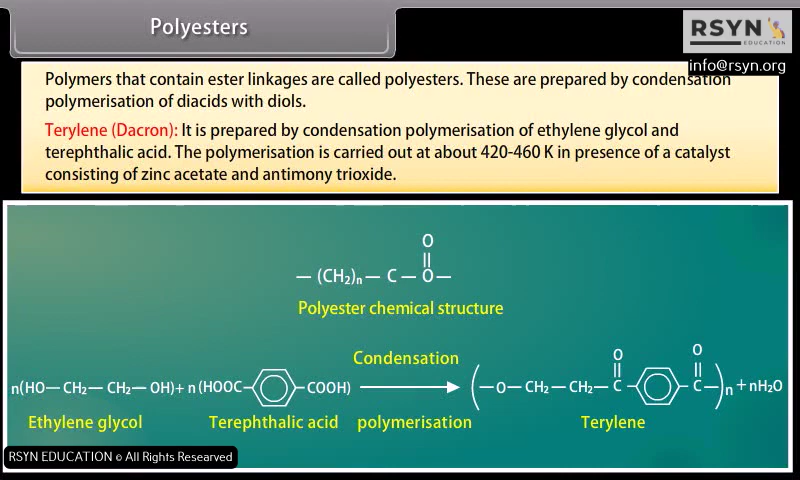 Polyesters
RSYN
EDUCATION
info@rsyn.org
Polymers that contain ester linkages are called polyesters. These are prepared by condensation
polymerisation of diacids with diols.
Terylene (Dacron): It is prepared by condensation polymerisation of ethylene glycol and
terephthalic acid. The polymerisation is carried out at about 420-460 K in presence of a catalyst
consisting of zinc acetate and antimony trioxide.
O
— (CH₂)ₙ — C — O —
Polyester chemical structure
Condensation
O O
n(HO— CH₂— CH₂— OH)+ n (HOOC— —COOH) (—O— CH₂— CH₂— C— —C—)n + nH₂O
Ethylene glycol Terephthalic acid polymerisation Terylene
RSYN EDUCATION © All Rights Researved